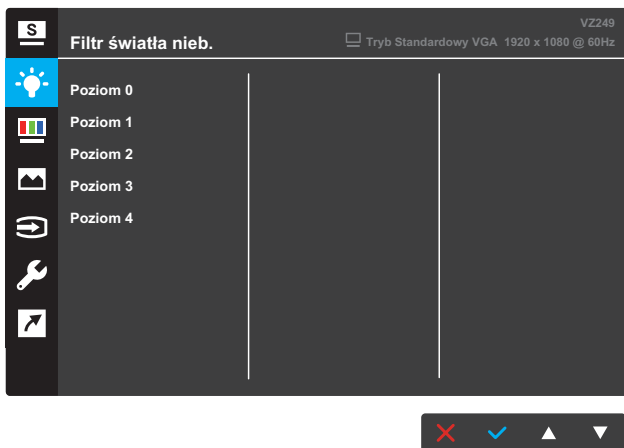 S
VZ249
Filtr światła nieb.
Tryb Standardowy VGA 1920 x 1080 @ 60Hz
Poziom 0
Poziom 1
Poziom 2
Poziom 3
Poziom 4